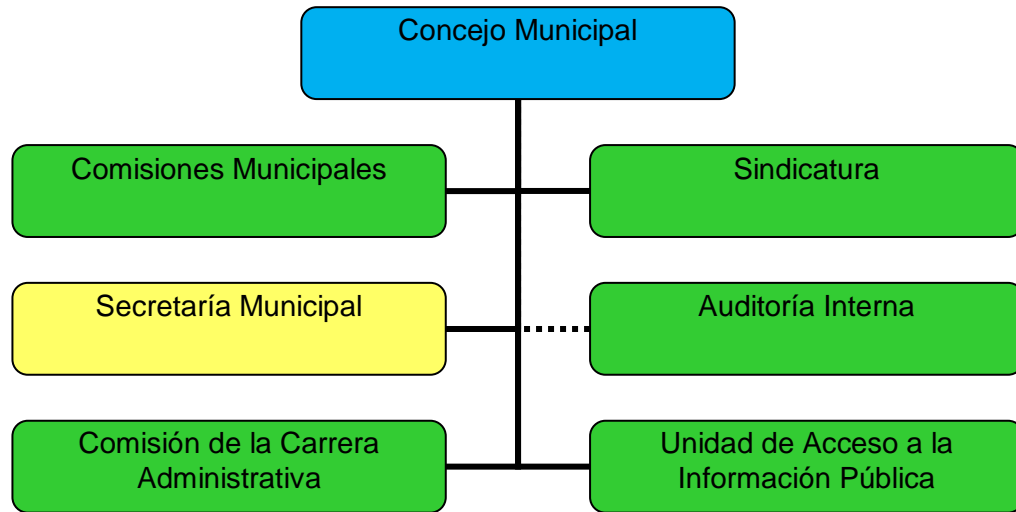 Concejo Municipal
Comisiones Municipales
Sindicatura
Secretaría Municipal
Auditoría Interna
Comisión de la Carrera
Administrativa
Unidad de Acceso a la
Información Pública